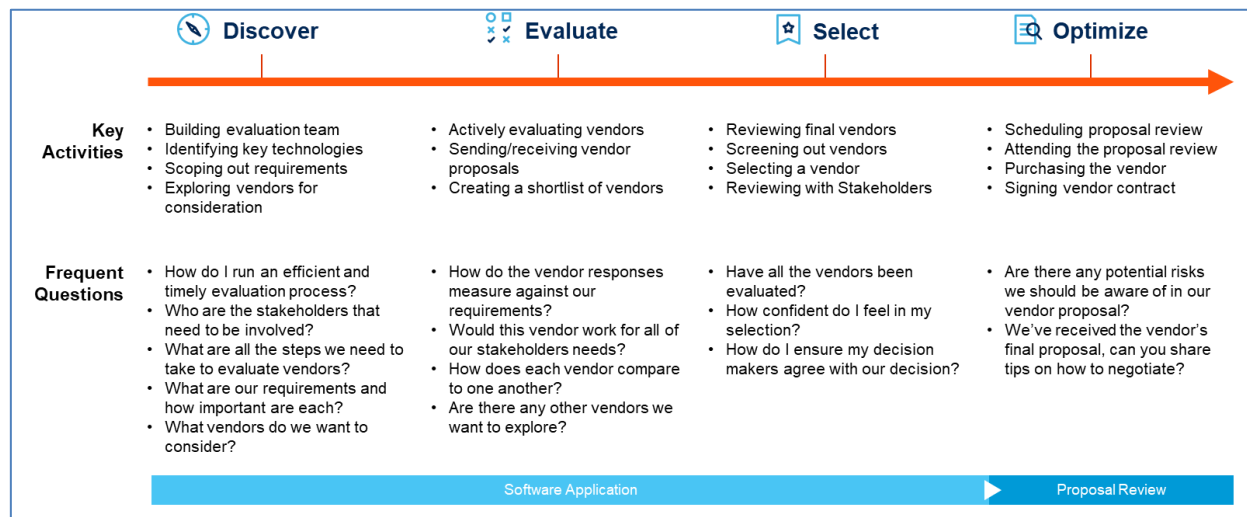 Discover
Evaluate
Select
Optimize
Key
Activities
• Building evaluation team
• Identifying key technologies
• Scoping out requirements
• Exploring vendors for
consideration
• Actively evaluating vendors
• Sending/receiving vendor
proposals
• Creating a shortlist of vendors
• Reviewing final vendors
• Screening out vendors
• Selecting a vendor
• Reviewing with Stakeholders
• Scheduling proposal review
• Attending the proposal review
• Purchasing the vendor
• Signing vendor contract
Frequent
Questions
• How do I run an efficient and
timely evaluation process?
• Who are the stakeholders that
need to be involved?
• What are all the steps we need to
take to evaluate vendors?
• What are our requirements and
how important are each?
• What vendors do we want to
consider?
• How do the vendor responses
measure against our
requirements?
• Would this vendor work for all of
our stakeholders needs?
• How does each vendor compare
to one another?
• Are there any other vendors we
want to explore?
• Have all the vendors been
evaluated?
• How confident do I feel in my
selection?
• How do I ensure my decision
makers agree with our decision?
• Are there any potential risks
we should be aware of in our
vendor proposal?
• We've received the vendor's
final proposal, can you share
tips on how to negotiate?
Software Application
Proposal Review